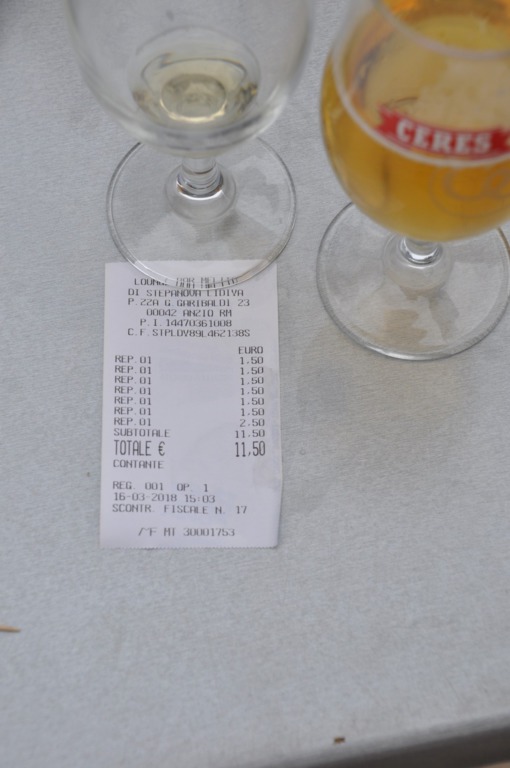 CERES
LOUNGE BAR
DI STEPANOVA LIDIYA
P.ZZA G GARIBALDI 23
00042 ANZIO RM
P.I.14470361008
C.F.STPLDY89L46Z138S
EURO
REP.01 1,50
REP.01 1,50
REP.01 1,50
REP.01 1,50
REP.01 1,50
REP.01 1,50
REP.01 2,50
SUBTOTALE 11,50
TOTALE € 11,50
CONTANTE
REG. 001 OP. 1
16-03-2018 15:03
SCONTR. FISCALE N. 17
MT 30001753